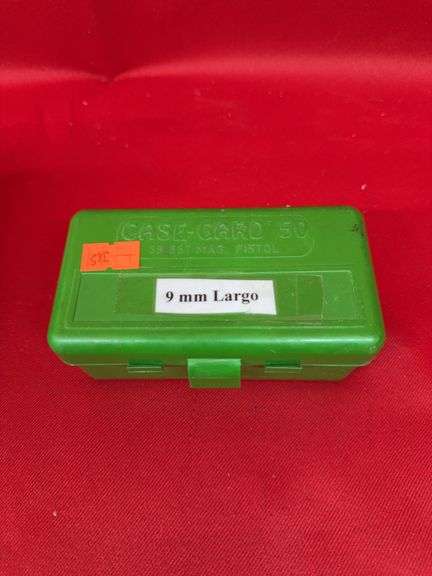 CASE-GARD 50
38 357 MAG. PISTOL
9 mm Largo